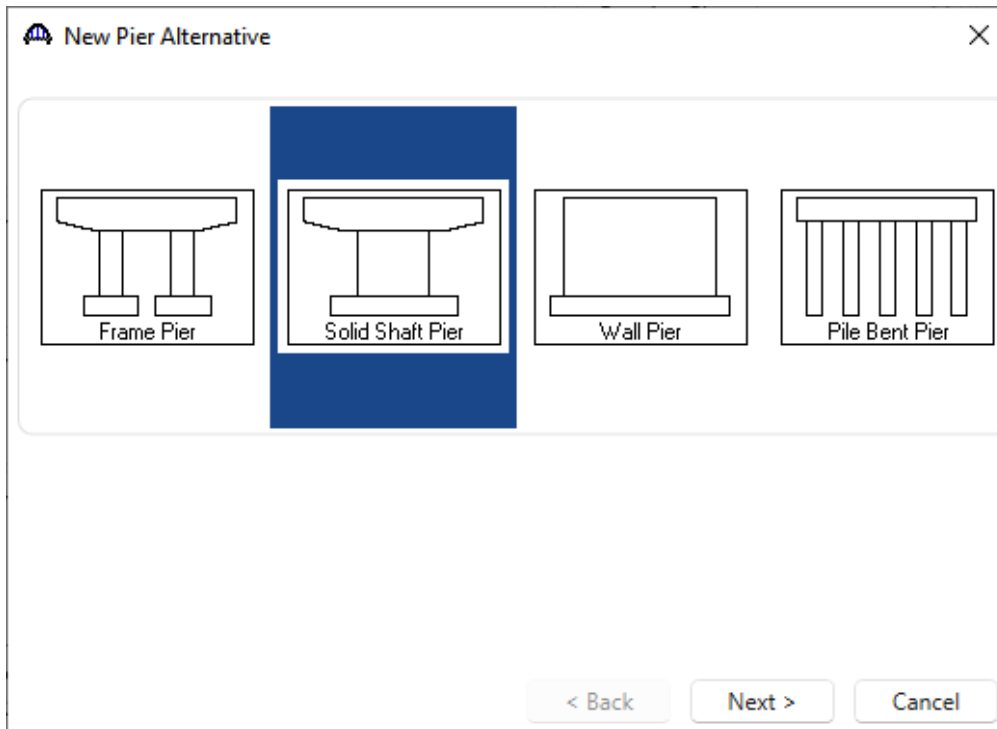 New Pier Alternative
Frame Pier
Solid Shaft Pier
Wall Pier
Pile Bent Pier
< Back
Next >
Cancel